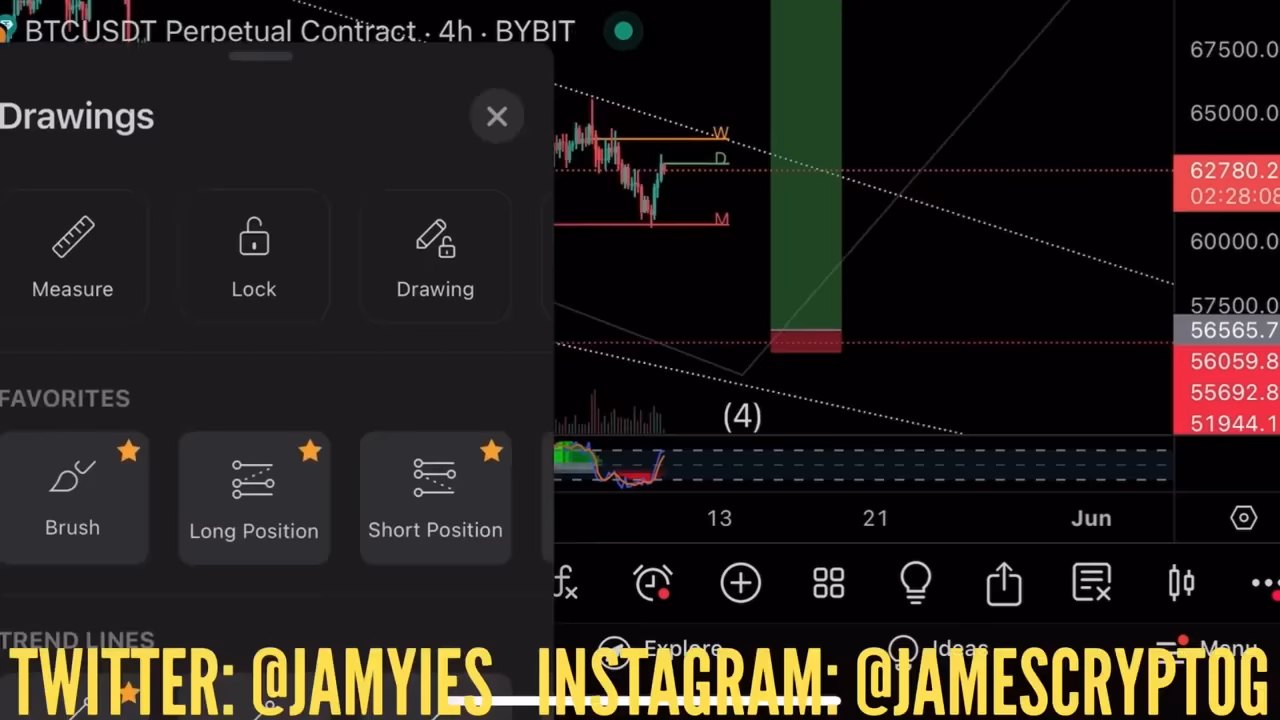 BTCUSDT Perpetual Contract · 4h · BYBIT
Drawings
Measure
Lock
Drawing
FAVORITES
Brush
Long Position
Short Position
TREND LINES
W
D
M
(4)
67500.0
65000.0
62780.2
02:28:08
60000.0
57500.0
56565.7
56059.8
55692.8
51944.1
13
21
Jun
Explore
Ideas
Menu
TWITTER: @JAMYIES INSTAGRAM: @JAMESCRYPTOG